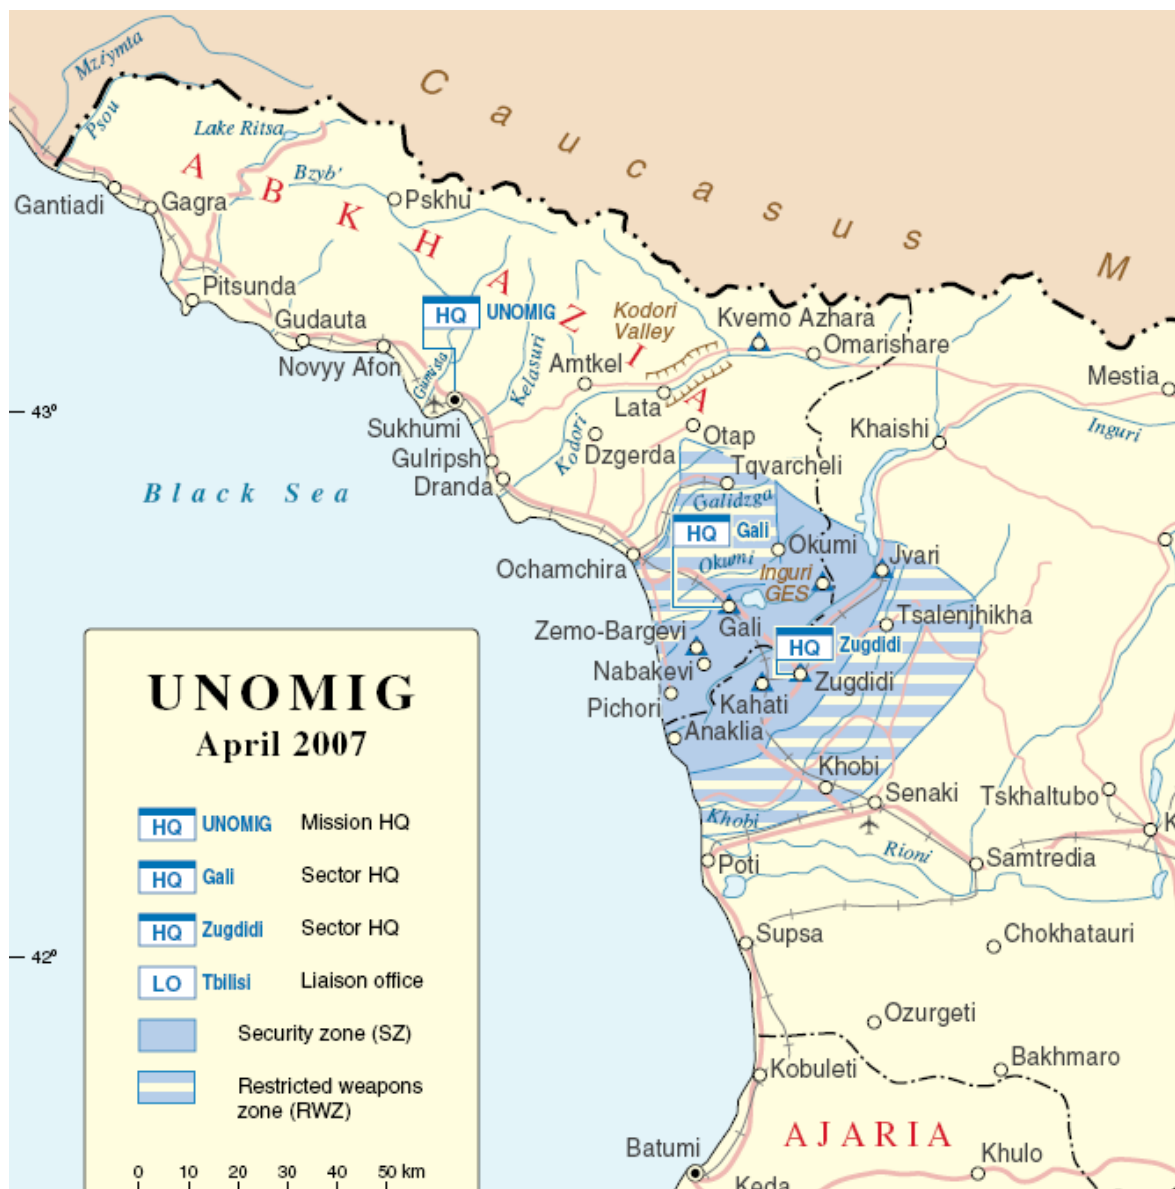 Mziymta
Psou
Caucasus M
Lake Ritsa
ABKHAZIA
Bzyb'
Pskhu
Gantiadi
Gagra
Pitsunda
Gudauta
HQ UNOMIG
Kodori
Valley
Kvemo Azhara
Omarishare
Novyy Afon
Gumista
Kelasuri
Amtkel
Mestia
43°
Lata
Sukhumi
Kodori
Otap
Khaishi
Inguri
Gulripsh
Dzgerda
Tqvarcheli
Dranda
Black Sea
Galidzga
HQ Gali
Okumi
Ochamchira
Okumi
Inguri
GES
Jvari
Gali
Tsalenjhikha
Zemo-Bargevi
HQ Zugdidi
Nabakevi
Zugdidi
Pichori
Kahati
Anaklia
Khobi
Senaki
Tskhaltubo
Khobi
K
Rioni
Samtredia
Poti
Supsa
Chokhatauri
42°
Ozurgeti
Bakhmaro
Kobuleti
AJARIA
Batumi
Khulo
Keda
UNOMIG
April 2007
HQ UNOMIG Mission HQ
HQ Gali Sector HQ
HQ Zugdidi Sector HQ
LO Tbilisi Liaison office
Security zone (SZ)
Restricted weapons
zone (RWZ)
0 10 20 30 40 50 km